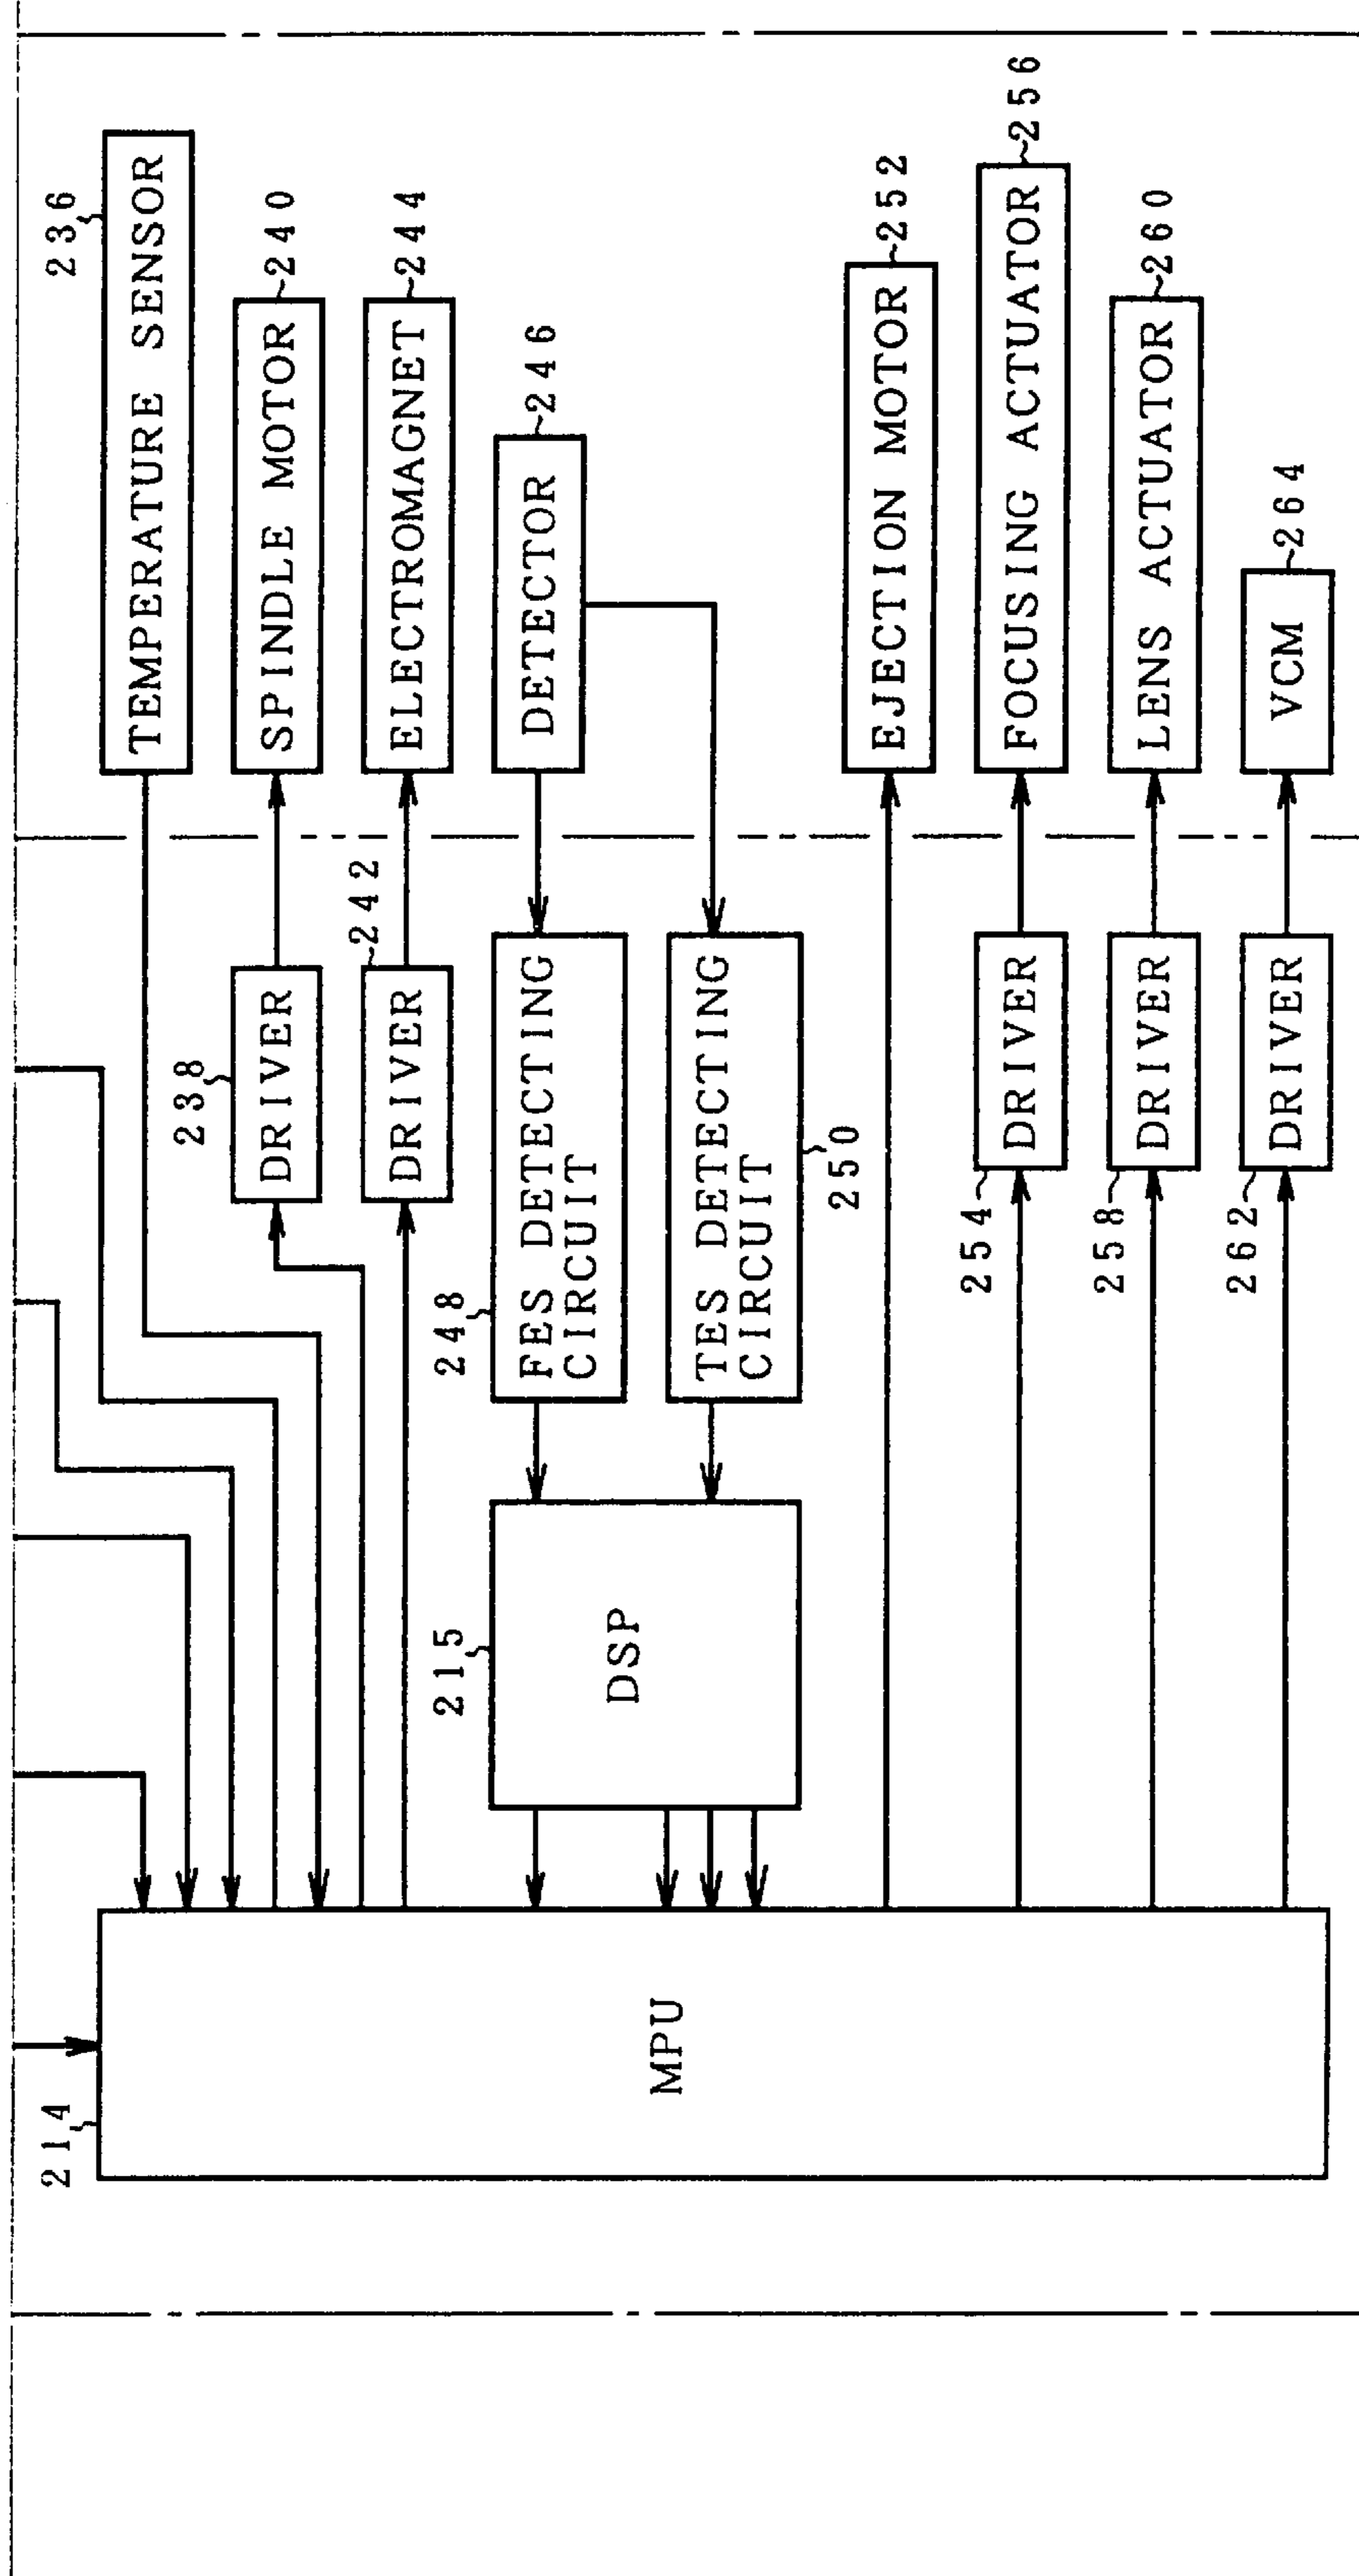 236
TEMPERATURE SENSOR
238
DRIVER
SPINDLE MOTOR
240
242
DRIVER
ELECTROMAGNET
244
DETECTOR
246
248
FES DETECTING
CIRCUIT
TES DETECTING
CIRCUIT
250
215
DSP
214
MPU
EJECTION MOTOR
252
254
DRIVER
FOCUSING ACTUATOR
256
258
DRIVER
LENS ACTUATOR
260
262
DRIVER
VCM
264